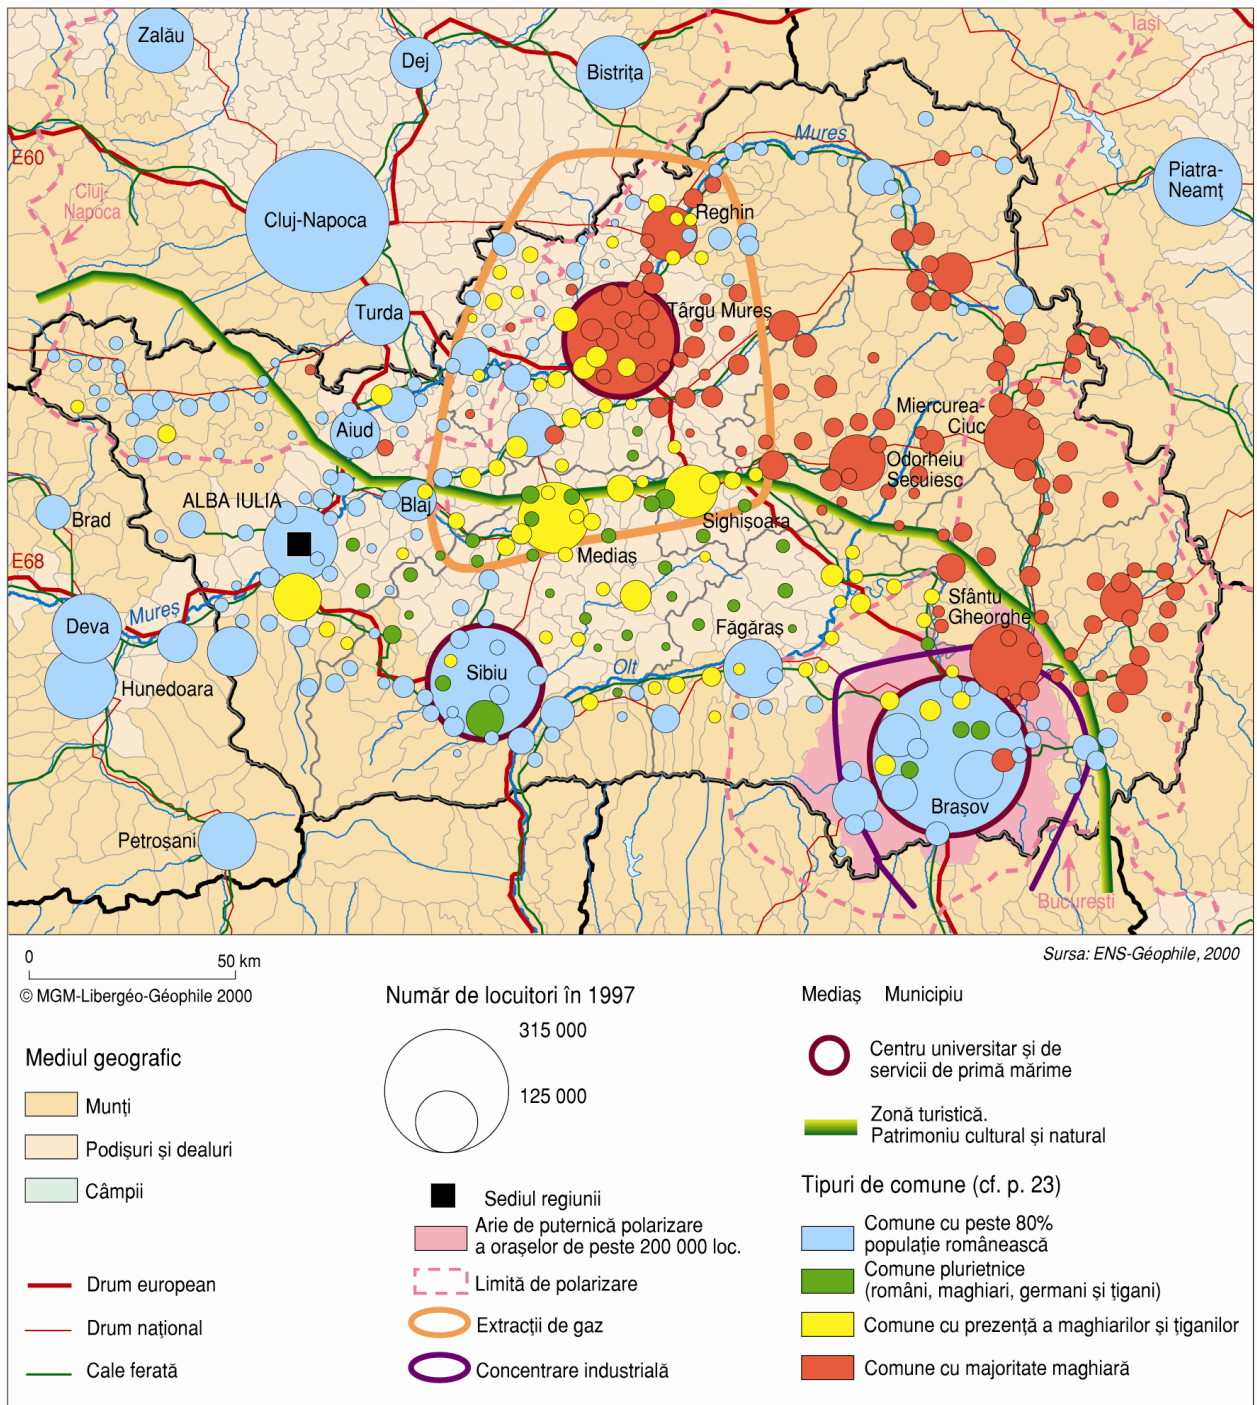 Zalău
Dej
Bistrița
Iași
Mureș
E60
Cluj-
Napoca
Piatra-
Neamț
Cluj-Napoca
Reghin
Turda
Târgu Mureș
Miercurea-
Ciuc
Aiud
Odorheiu
Secuiesc
ALBA IULIA
Blaj
Brad
Sighișoara
Mediaș
E68
Mureș
Deva
Sfântu
Gheorghe
Făgăraș
Sibiu
Olt
Hunedoara
Brașov
Petroșani
București
0
50 km
Sursa: ENS-Géophile, 2000
© MGM-Libergéo-Géophile 2000
Mediul geografic
Munți
Podișuri și dealuri
Câmpii
Drum european
Drum național
Cale ferată
Număr de locuitori în 1997
315 000
125 000
Sediul regiunii
Arie de puternică polarizare
a orașelor de peste 200 000 loc.
Limită de polarizare
Extracții de gaz
Concentrare industrială
Mediaș Municipiu
Centru universitar și de
servicii de primă mărime
Zonă turistică.
Patrimoniu cultural și natural
Tipuri de comune (cf. p. 23)
Comune cu peste 80%
populație românească
Comune plurietnice
(români, maghiari, germani și țigani)
Comune cu prezență a maghiarilor și țiganilor
Comune cu majoritate maghiară